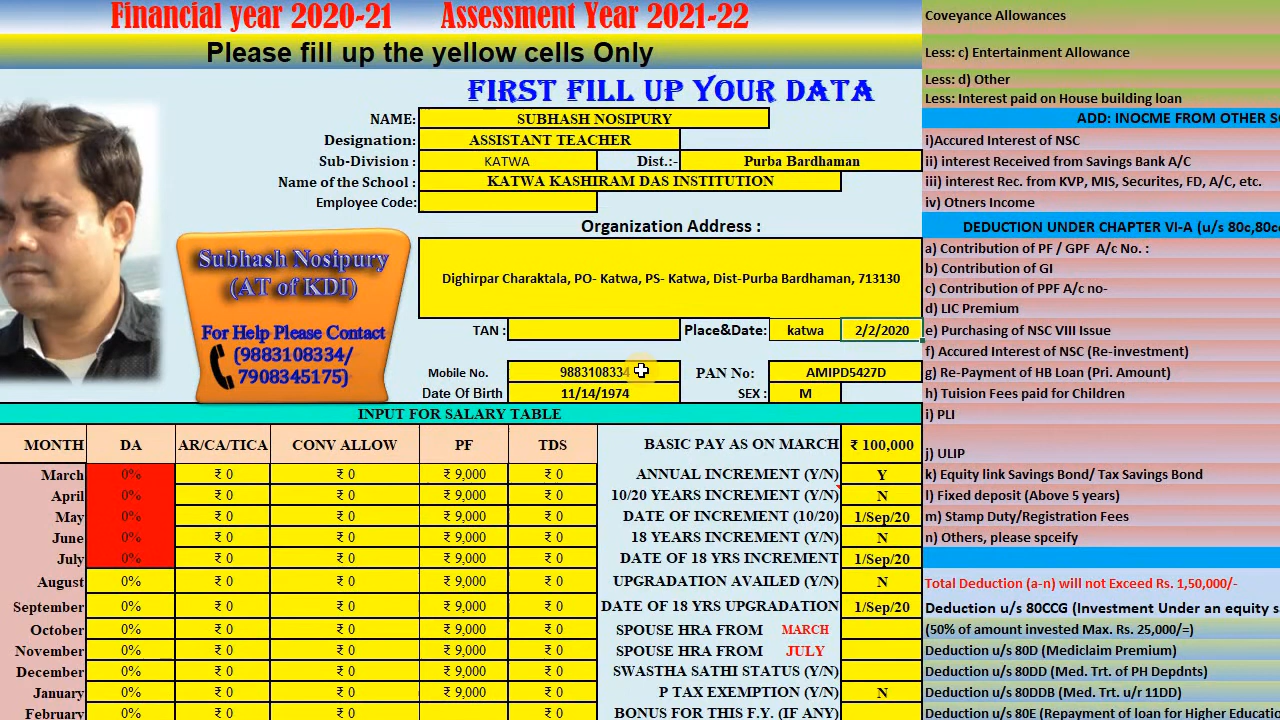 Financial year 2020-21 Assessment Year 2021-22
Please fill up the yellow cells Only
FIRST FILL UP YOUR DATA
NAME: SUBHASH NOSIPURY
Designation: ASSISTANT TEACHER
Sub-Division : KATWA Dist.:- Purba Bardhaman
Name of the School : KATWA KASHIRAM DAS INSTITUTION
Employee Code:
Organization Address :
Dighirpar Charaktala, PO- Katwa, PS- Katwa, Dist-Purba Bardhaman, 713130
Subhash Nosipury
(AT of KDI)
For Help Please Contact
(9883108334/
7908345175)
TAN : Place&Date: katwa 2/2/2020
Mobile No. 9883108334 PAN No: AMIPD5427D
Date Of Birth 11/14/1974 SEX : M
INPUT FOR SALARY TABLE
MONTH DA AR/CA/TICA CONV ALLOW PF TDS BASIC PAY AS ON MARCH ₹ 100,000
March 0% ₹ 0 ₹ 0 ₹ 9,000 ₹ 0 ANNUAL INCREMENT (Y/N) Y
April 0% ₹ 0 ₹ 0 ₹ 9,000 ₹ 0 10/20 YEARS INCREMENT (Y/N) N
May 0% ₹ 0 ₹ 0 ₹ 9,000 ₹ 0 DATE OF INCREMENT (10/20) 1/Sep/20
June 0% ₹ 0 ₹ 0 ₹ 9,000 ₹ 0 18 YEARS INCREMENT (Y/N) N
July 0% ₹ 0 ₹ 0 ₹ 9,000 ₹ 0 DATE OF 18 YRS INCREMENT 1/Sep/20
August 0% ₹ 0 ₹ 0 ₹ 9,000 ₹ 0 UPGRADATION AVAILED (Y/N) N
September 0% ₹ 0 ₹ 0 ₹ 9,000 ₹ 0 DATE OF 18 YRS UPGRADATION 1/Sep/20
October 0% ₹ 0 ₹ 0 ₹ 9,000 ₹ 0 SPOUSE HRA FROM MARCH
November 0% ₹ 0 ₹ 0 ₹ 9,000 ₹ 0 SPOUSE HRA FROM JULY
December 0% ₹ 0 ₹ 0 ₹ 9,000 ₹ 0 SWASTHA SATHI STATUS (Y/N)
January 0% ₹ 0 ₹ 0 ₹ 9,000 ₹ 0 P TAX EXEMPTION (Y/N) N
February 0% ₹ 0 ₹ 0 ₹ 0 BONUS FOR THIS F.Y. (IF ANY)
Coveyance Allowances
Less: c) Entertainment Allowance
Less: d) Other
Less: Interest paid on House building loan
ADD: INOCME FROM OTHER
i)Accured Interest of NSC
ii) interest Received from Savings Bank A/C
iii) interest Rec. from KVP, MIS, Securites, FD, A/C, etc.
iv) Otners Income
DEDUCTION UNDER CHAPTER VI-A (u/s 80c,80c
a) Contribution of PF / GPF A/c No. :
b) Contribution of GI
c) Contribution of PPF A/c no-
d) LIC Premium
e) Purchasing of NSC VIII Issue
f) Accured Interest of NSC (Re-investment)
g) Re-Payment of HB Loan (Pri. Amount)
h) Tuision Fees paid for Children
i) PLI
j) ULIP
k) Equity link Savings Bond/ Tax Savings Bond
l) Fixed deposit (Above 5 years)
m) Stamp Duty/Registration Fees
n) Others, please spceify
Total Deduction (a-n) will not Exceed Rs. 1,50,000/-
Deduction u/s 80CCG (Investment Under an equity s
(50% of amount invested Max. Rs. 25,000/=)
Deduction u/s 80D (Mediclaim Premium)
Deduction u/s 80DD (Med. Trt. of PH Depdnts)
Deduction u/s 80DDB (Med. Trt. u/r 11DD)
Deduction u/s 80E (Repayment of loan for Higher Educatio